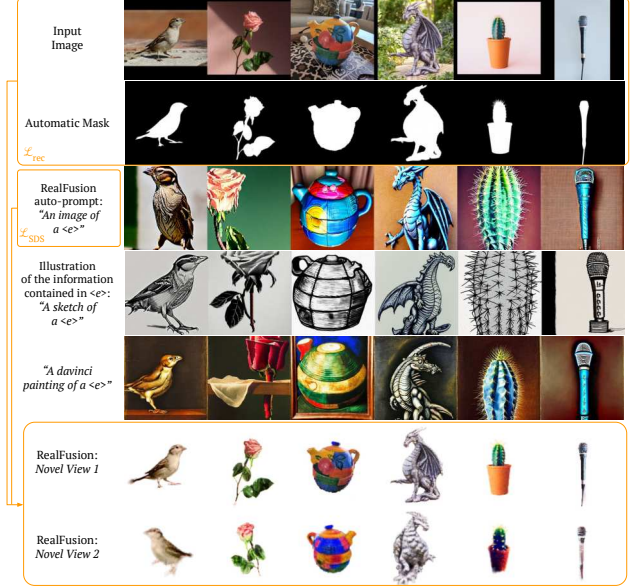 Input
Image
Automatic Mask
ℒrec
RealFusion
auto-prompt:
“An image of
a <e>”
ℒSDS
Illustration
of the information
contained in <e>:
“A sketch of
a <e>”
“A davinci
painting of a <e>”
RealFusion:
Novel View 1
RealFusion:
Novel View 2